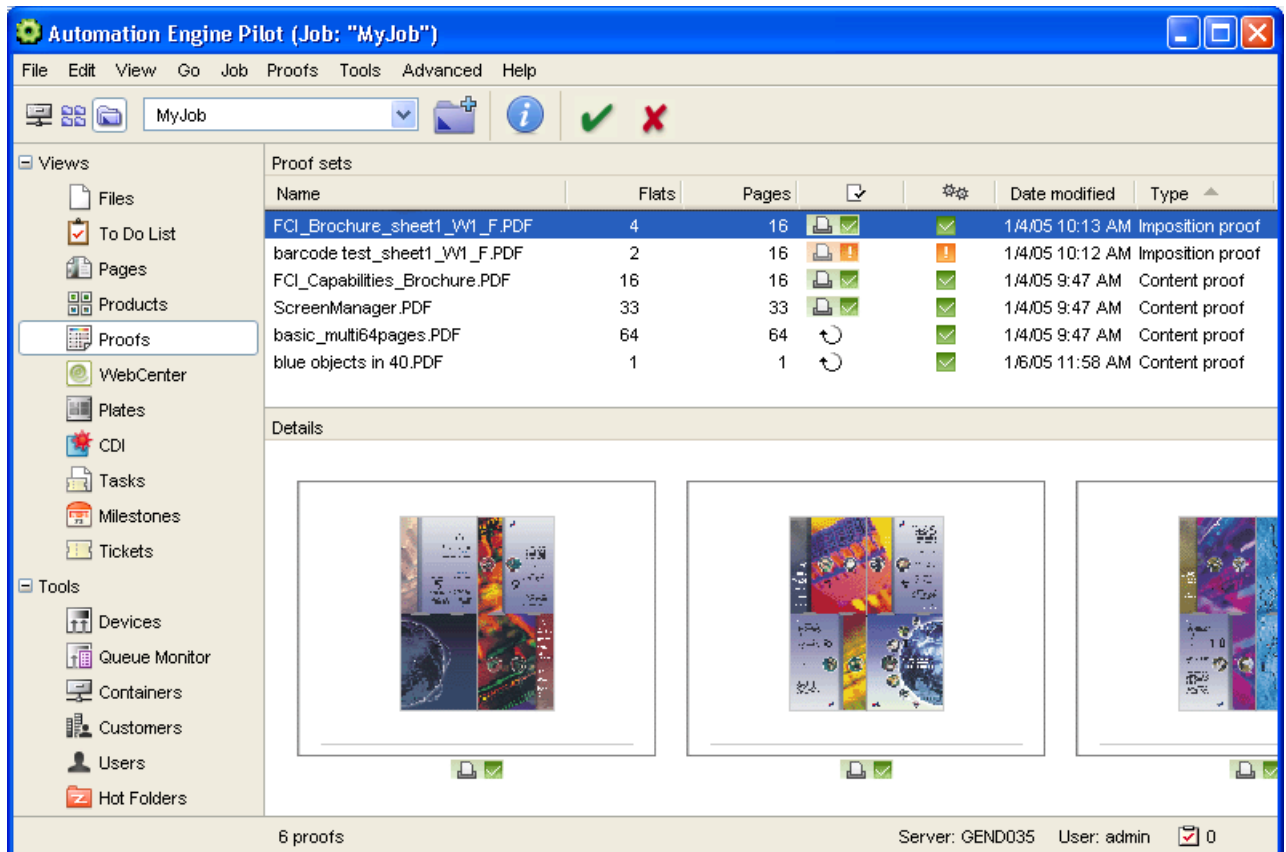 Automation Engine Pilot (Job: "MyJob")
File Edit View Go Job Proofs Tools Advanced Help
MyJob
Views
Files
To Do List
Pages
Products
Proofs
WebCenter
Plates
CDI
Tasks
Milestones
Tickets
Tools
Devices
Queue Monitor
Containers
Customers
Users
Hot Folders
Proof sets
Name Flats Pages Date modified Type
FCI_Brochure_sheet1_W1_F.PDF 4 16 1/4/05 10:13 AM Imposition proof
barcode test_sheet1_W1_F.PDF 2 16 1/4/05 10:12 AM Imposition proof
FCI_Capabilities_Brochure.PDF 16 16 1/4/05 9:47 AM Content proof
ScreenManager.PDF 33 33 1/4/05 9:47 AM Content proof
basic_multi64pages.PDF 64 64 1/4/05 9:47 AM Content proof
blue objects in 40.PDF 1 1 1/6/05 11:58 AM Content proof
Details
6 proofs Server: GEND035 User: admin 0